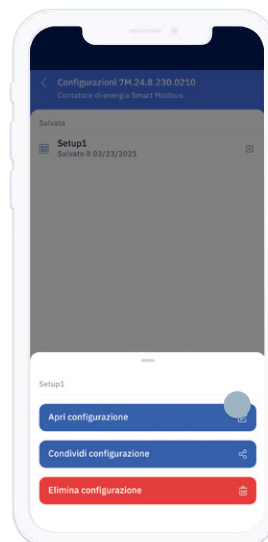 Configurazioni 7M.24.8.230.0210
Contatore di energia Smart Modbus
Salvata
Setup1
Salvato il 03/23/2021
Setup1
Apri configurazione
Condividi configurazione
Elimina configurazione